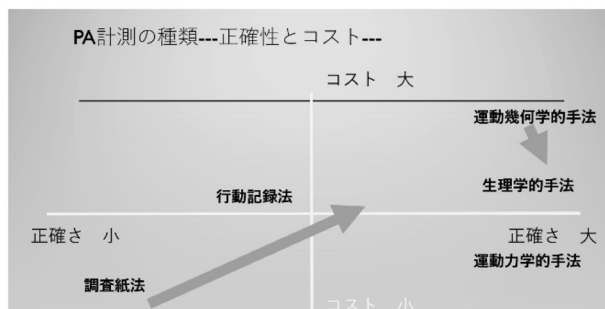 PA計測の種類---正確性とコスト---
コスト　大
運動幾何学的手法
行動記録法
生理学的手法
正確さ　小
正確さ　大
運動力学的手法
調査紙法
コスト　小